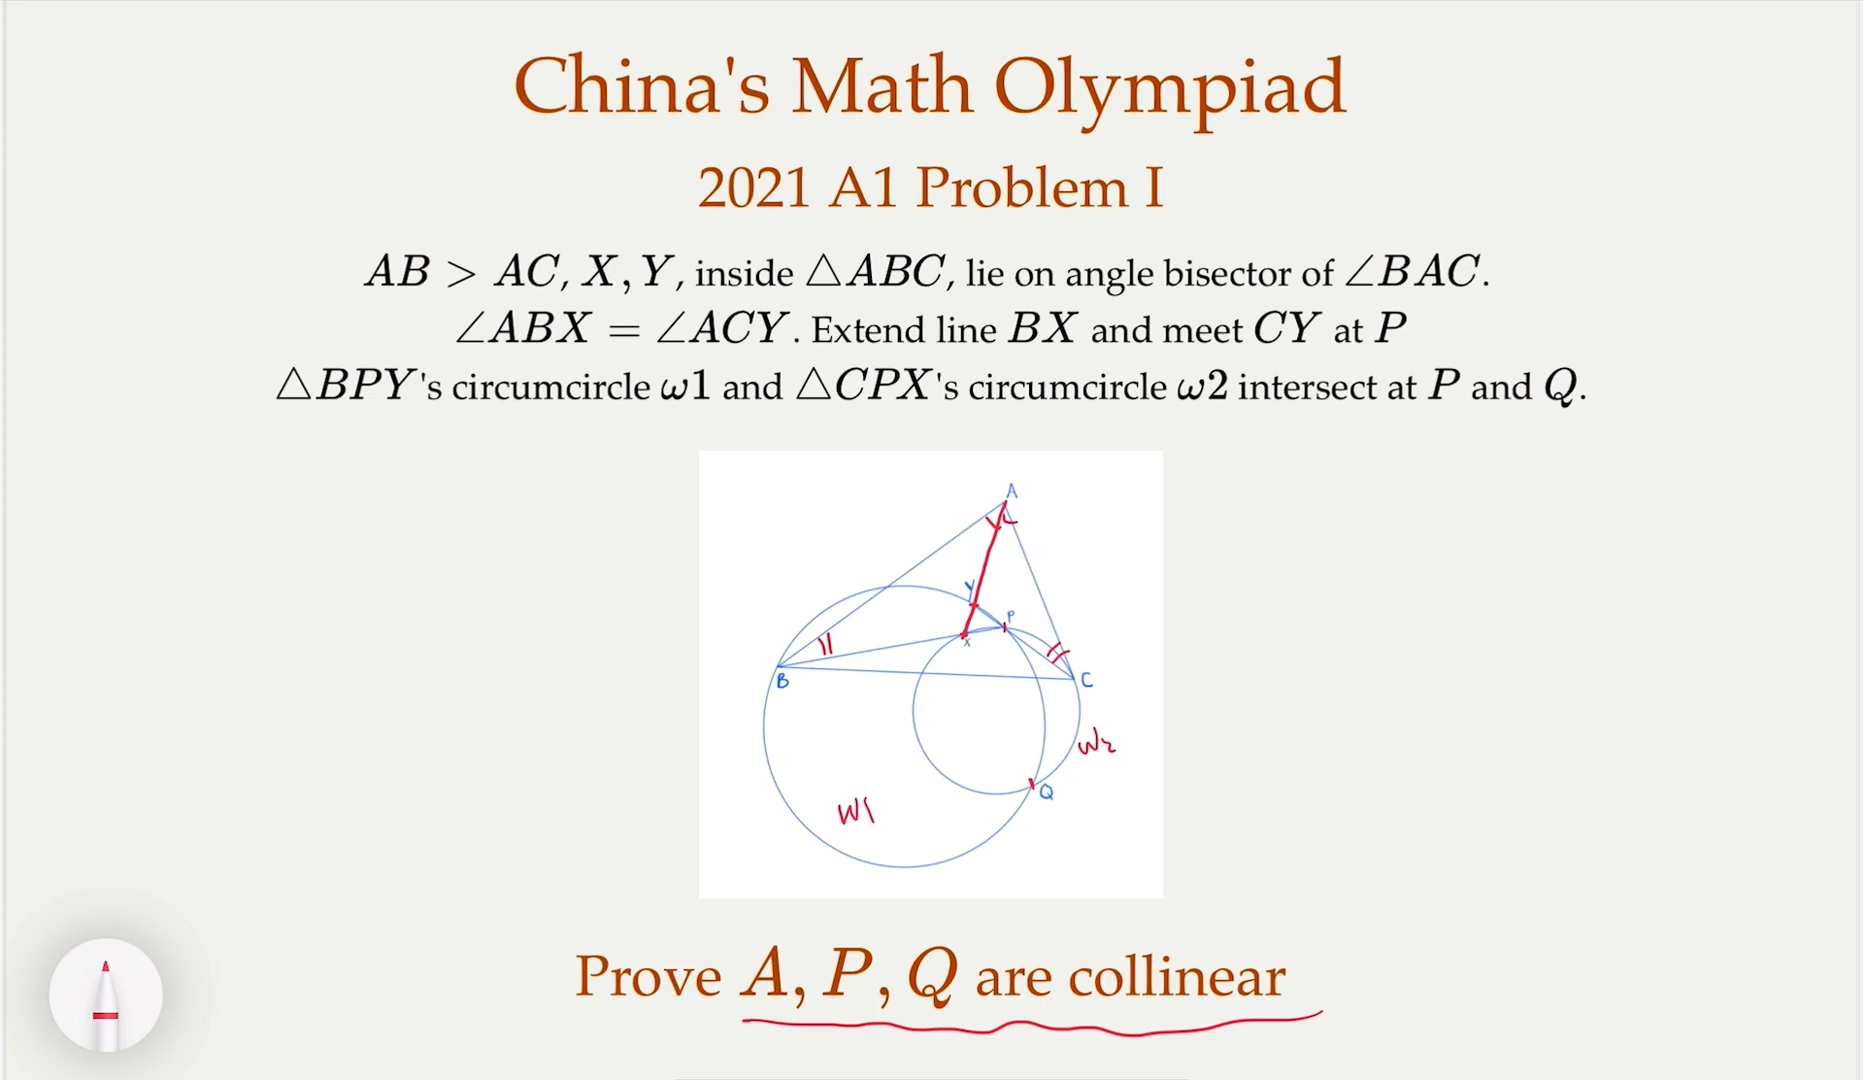 China's Math Olympiad
2021 A1 Problem I
AB > AC, X, Y, inside △ABC, lie on angle bisector of ∠BAC.
∠ABX = ∠ACY. Extend line BX and meet CY at P
△BPY's circumcircle ω1 and △CPX's circumcircle ω2 intersect at P and Q.
A
Y
P
X
B
C
W2
Q
W1
Prove A, P, Q are collinear